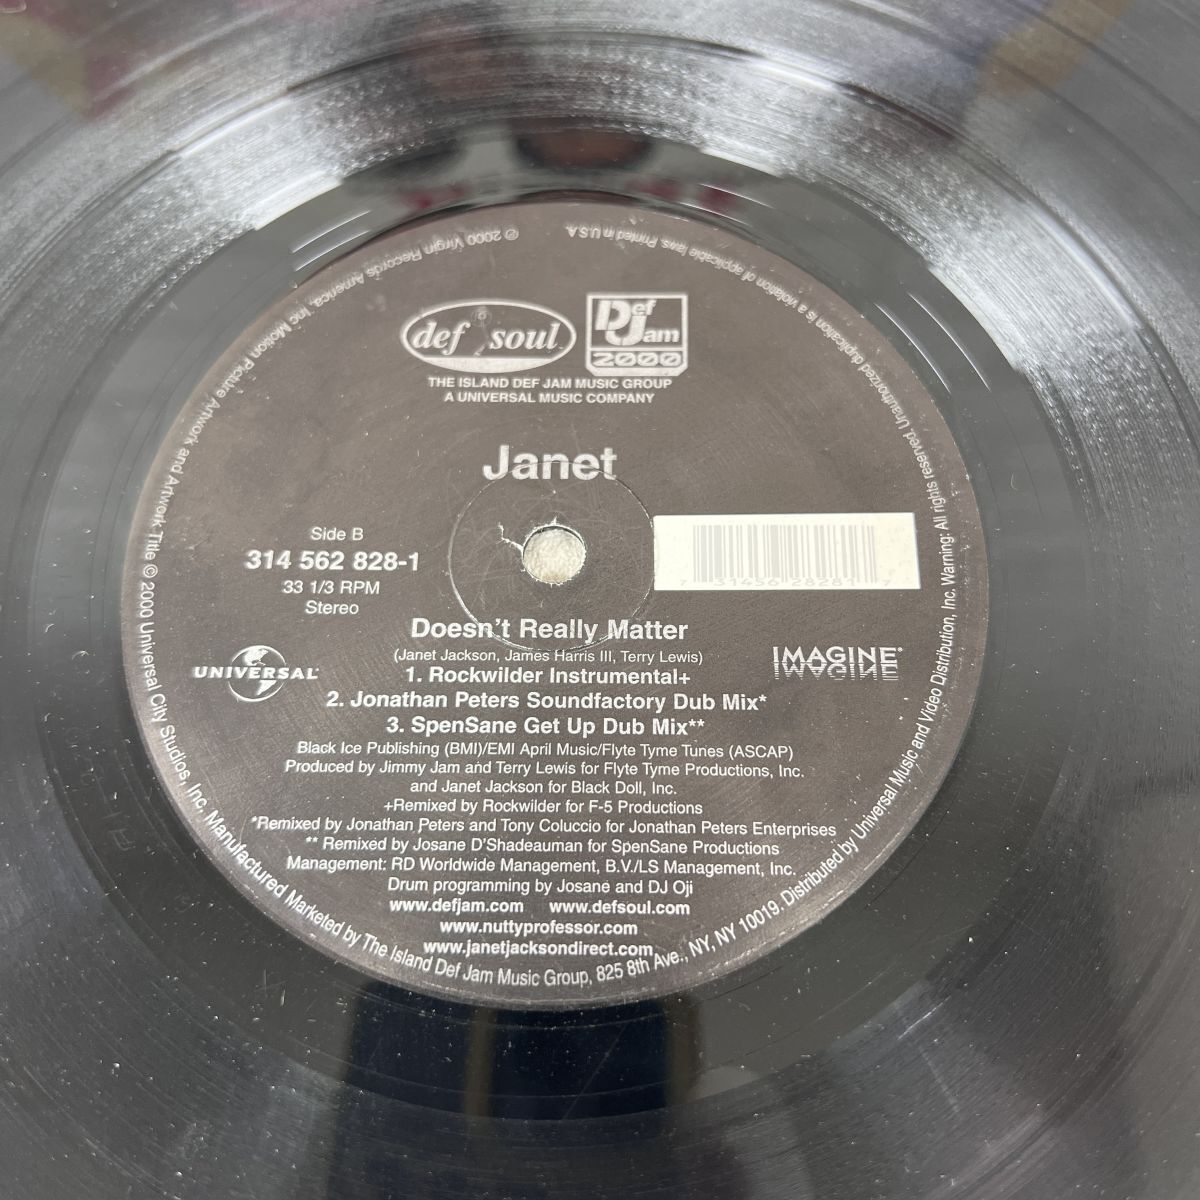 def soul
Def Jam 2000
THE ISLAND DEF JAM MUSIC GROUP
A UNIVERSAL MUSIC COMPANY
Janet
Side B
314 562 828-1
33 1/3 RPM
Stereo
7 31456 28281 7
UNIVERSAL
IMAGINE
Doesn't Really Matter
(Janet Jackson, James Harris III, Terry Lewis)
1. Rockwilder Instrumental+
2. Jonathan Peters Soundfactory Dub Mix*
3. SpenSane Get Up Dub Mix**
Black Ice Publishing (BMI)/EMI April Music/Flyte Tyme Tunes (ASCAP)
Produced by Jimmy Jam and Terry Lewis for Flyte Tyme Productions, Inc.
and Janet Jackson for Black Doll, Inc.
+Remixed by Rockwilder for F-5 Productions
*Remixed by Jonathan Peters and Tony Coluccio for Jonathan Peters Enterprises
** Remixed by Josane D'Shadeauman for SpenSane Productions
Management: RD Worldwide Management, B.V./LS Management, Inc.
Drum programming by Josane and DJ Oji
www.defjam.com www.defsoul.com
www.nuttyprofessor.com
www.janetjacksondirect.com
℗ 2000 Virgin Records America, Inc Motion Picture Artwork and Artwork Title © 2000 Universal City Studios, Inc. Manufactured Marketed by The Island Def Jam Music Group, 825 8th Ave., NY, NY 10019. Distributed by Universal Music and Video Distribution, Inc. Warning: All rights reserved. Unauthorized duplication is a violation of applicable laws. Printed in U.S.A.